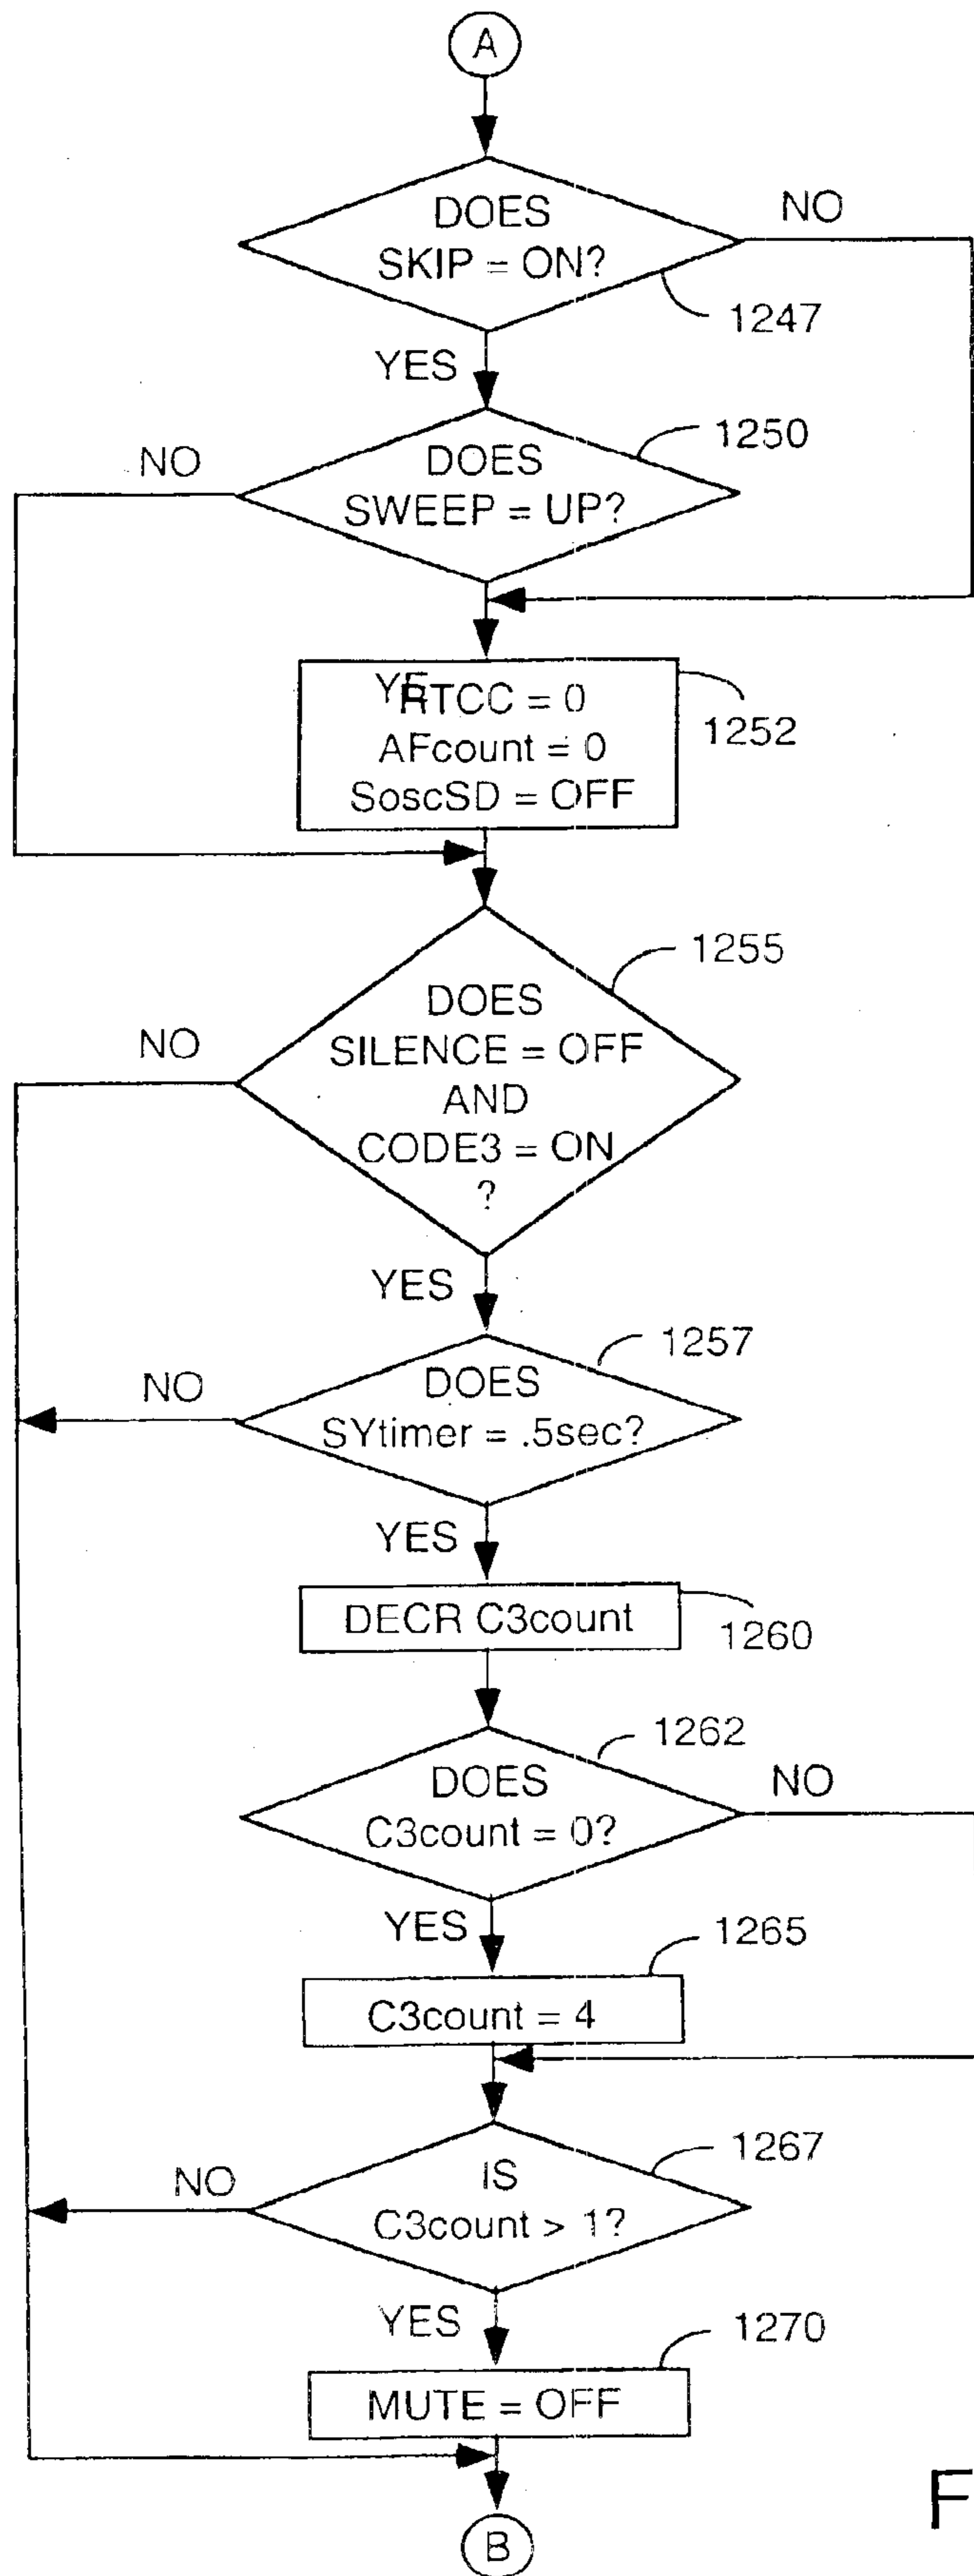 A
DOES
SKIP = ON?
NO
1247
YES
1250
NO
DOES
SWEEP = UP?
YE
RTCC = 0
AFcount = 0
SoscSD = OFF
1252
1255
DOES
SILENCE = OFF
AND
CODE3 = ON
?
NO
YES
1257
NO
DOES
SYtimer = .5sec?
YES
DECR C3count
1260
1262
DOES
C3count = 0?
NO
YES
1265
C3count = 4
1267
NO
IS
C3count > 1?
YES
1270
MUTE = OFF
F
B